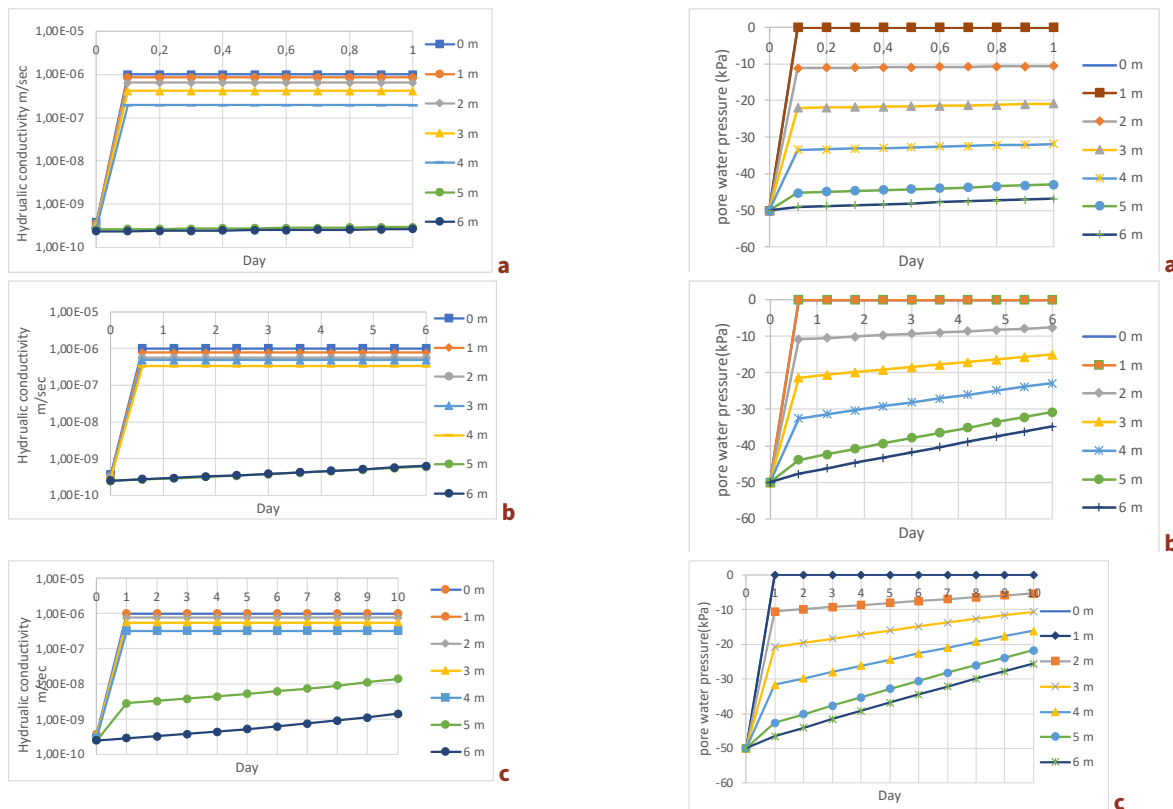 1,00E-05
0 0,2 0,4 0,6 0,8 1
1,00E-06
1,00E-07
1,00E-08
1,00E-09
1,00E-10
Hydrualic conductivity m/sec
Day
0 m
1 m
2 m
3 m
4 m
5 m
6 m
a
0
0 0,2 0,4 0,6 0,8 1
-10
-20
-30
-40
-50
-60
pore water pressure (kPa)
Day
0 m
1 m
2 m
3 m
4 m
5 m
6 m
a
1,00E-05
0 1 2 3 4 5 6
1,00E-06
1,00E-07
1,00E-08
1,00E-09
1,00E-10
Hydrualic conductivity
m/sec
Day
0 m
1 m
2 m
3 m
4 m
5 m
6 m
b
0
0 1 2 3 4 5 6
-10
-20
-30
-40
-50
-60
pore water pressure(kPa)
Day
0 m
1 m
2 m
3 m
4 m
5 m
6 m
b
1,00E-05
0 1 2 3 4 5 6 7 8 9 10
1,00E-06
1,00E-07
1,00E-08
1,00E-09
1,00E-10
Hydrualic conductivity
m/sec
Day
0 m
1 m
2 m
3 m
4 m
5 m
6 m
c
0
0 1 2 3 4 5 6 7 8 9 10
-10
-20
-30
-40
-50
-60
pore water pressure(kPa)
Day
0 m
1 m
2 m
3 m
4 m
5 m
6 m
c